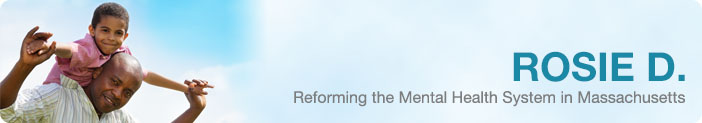 ROSIE D.
Reforming the Mental Health System in Massachusetts